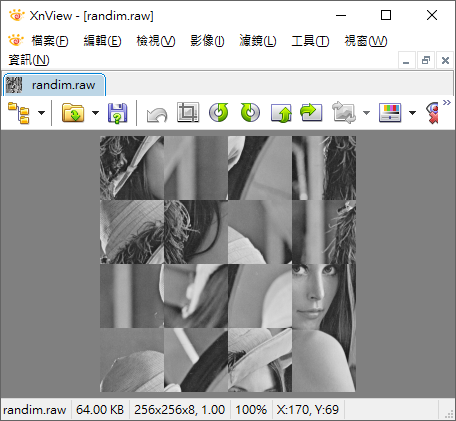 XnView - [randim.raw]
檔案(F) 編輯(E) 檢視(V) 影像(I) 濾鏡(L) 工具(T) 視窗(W)
資訊(N)
randim.raw
randim.raw 64.00 KB 256x256x8, 1.00 100% X:170, Y:69